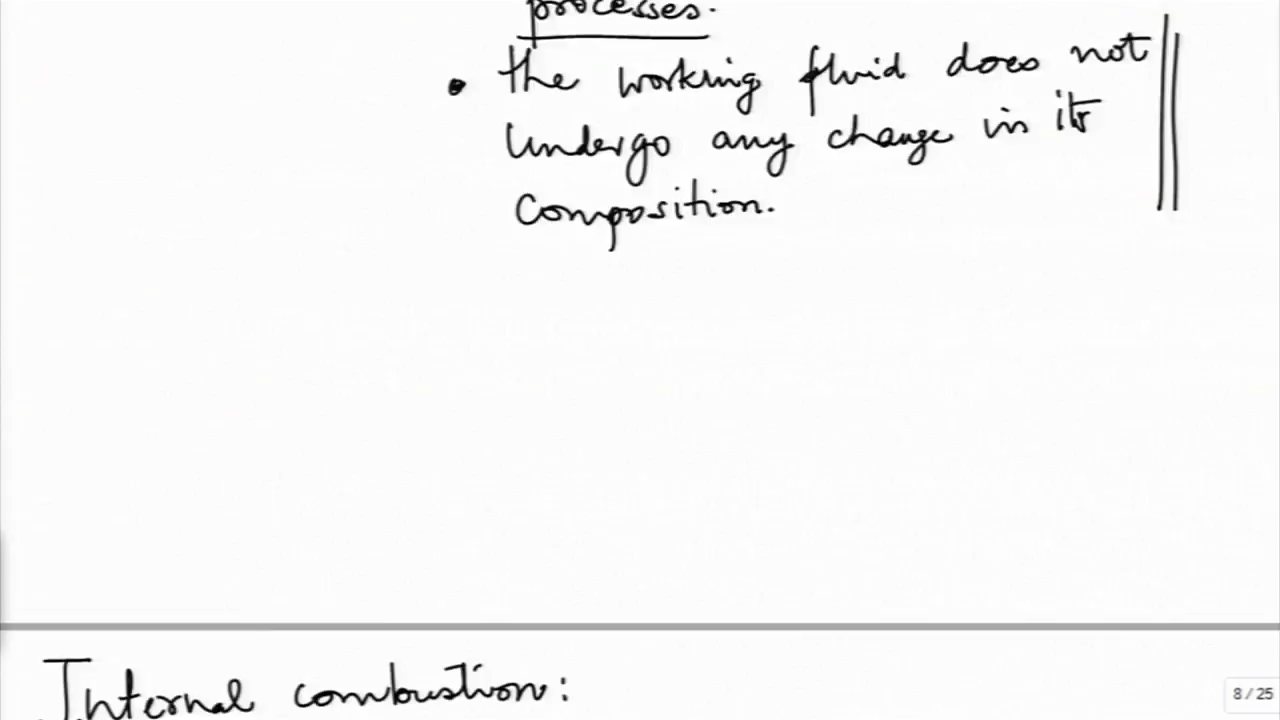 processes.
• the working fluid does not
undergo any change in its
composition.
Internal combustion:
8/25